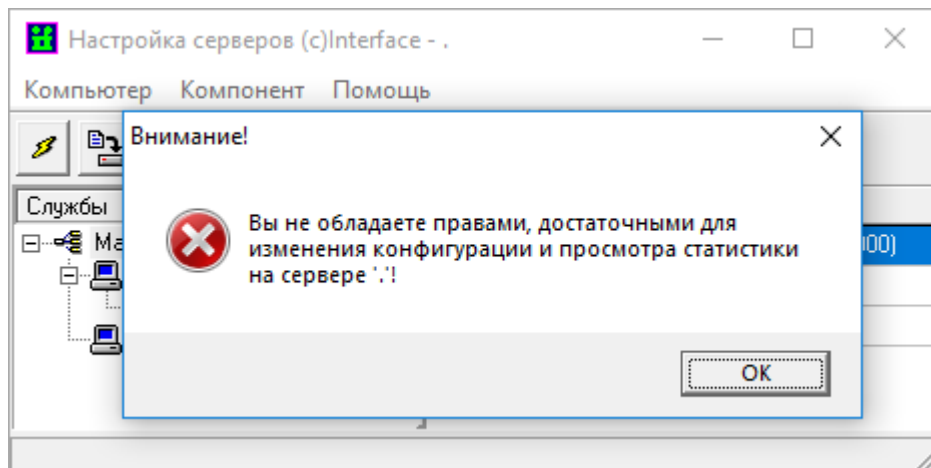 Настройка серверов (c)Interface - .
Компьютер Компонент Помощь
Внимание!
Службы
Вы не обладаете правами, достаточными для
изменения конфигурации и просмотра статистики
на сервере '.'!
OK